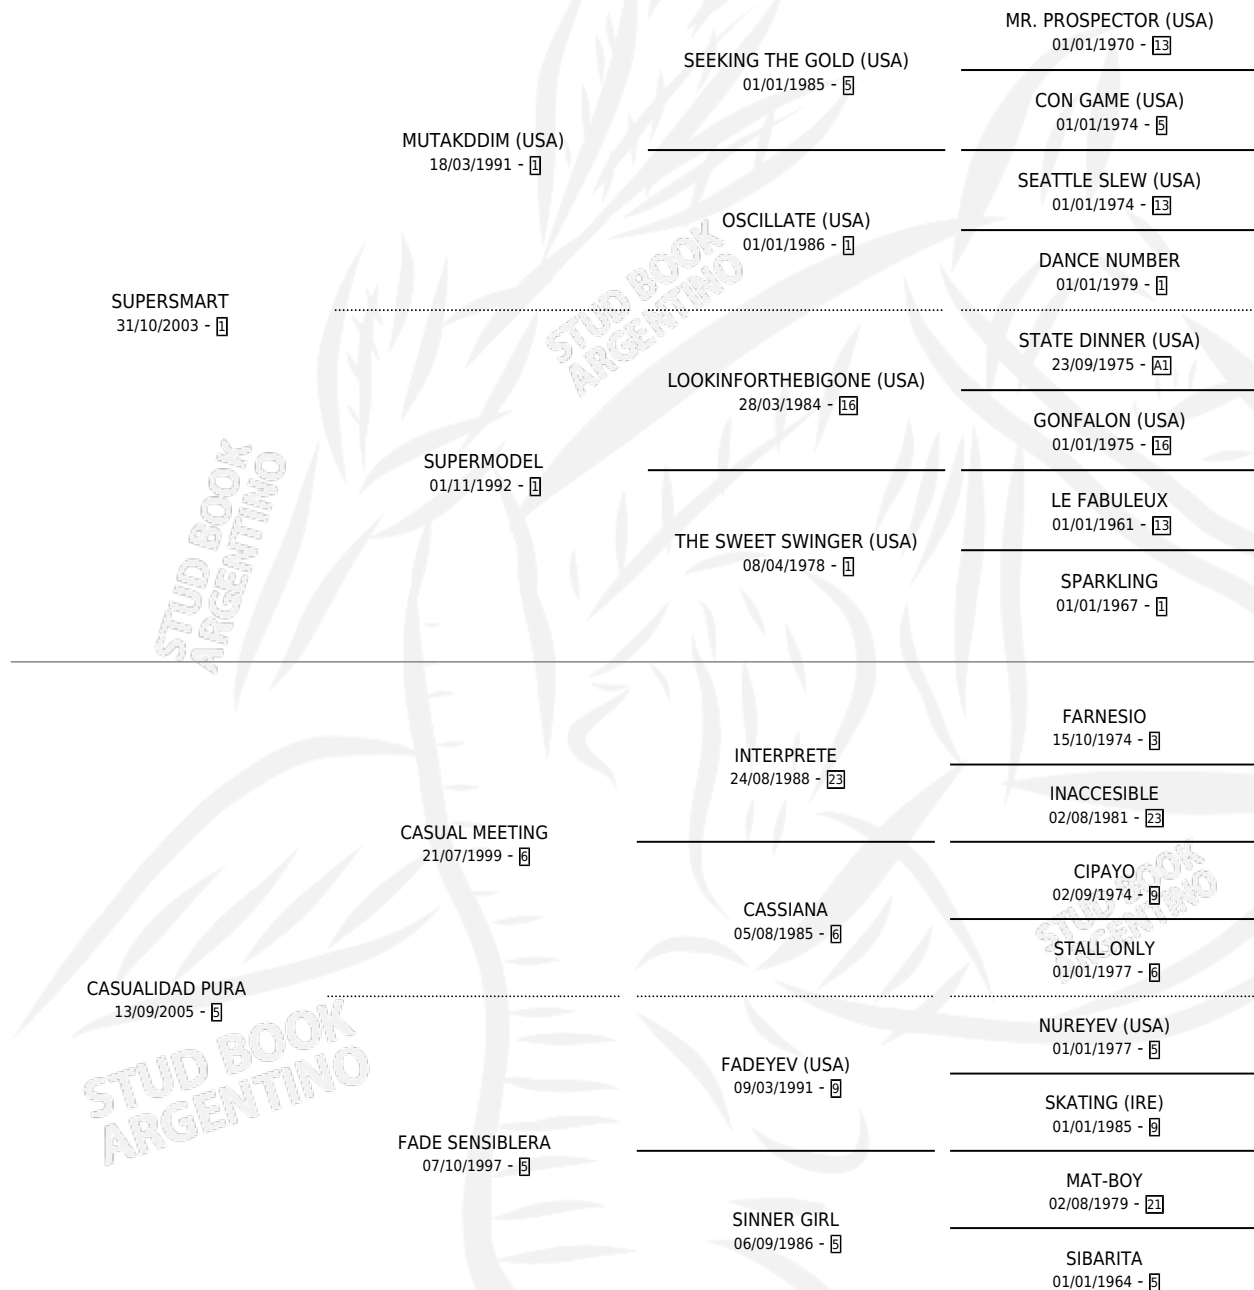 MR. PROSPECTOR (USA)
01/01/1970 - 13
SEEKING THE GOLD (USA)
01/01/1985 - 5
CON GAME (USA)
01/01/1974 - 5
MUTAKDDIM (USA)
18/03/1991 - 1
SEATTLE SLEW (USA)
01/01/1974 - 13
OSCILLATE (USA)
01/01/1986 - 1
DANCE NUMBER
01/01/1979 - 1
SUPERSMART
31/10/2003 - 1
STATE DINNER (USA)
23/09/1975 - A1
LOOKINFORTHEBIGONE (USA)
28/03/1984 - 16
GONFALON (USA)
01/01/1975 - 16
SUPERMODEL
01/11/1992 - 1
LE FABULEUX
01/01/1961 - 13
THE SWEET SWINGER (USA)
08/04/1978 - 1
SPARKLING
01/01/1967 - 1
STUD BOOK
ARGENTINO
STUD BOOK
ARGENTINO
FARNESIO
15/10/1974 - 3
INTERPRETE
24/08/1988 - 23
INACCESIBLE
02/08/1981 - 23
CASUAL MEETING
21/07/1999 - 6
CIPAYO
02/09/1974 - 9
CASSIANA
05/08/1985 - 6
STALL ONLY
01/01/1977 - 6
CASUALIDAD PURA
13/09/2005 - 5
NUREYEV (USA)
01/01/1977 - 5
FADEYEV (USA)
09/03/1991 - 9
SKATING (IRE)
01/01/1985 - 9
FADE SENSIBLERA
07/10/1997 - 5
MAT-BOY
02/08/1979 - 21
SINNER GIRL
06/09/1986 - 5
SIBARITA
01/01/1964 - 5
STUD BOOK
ARGENTINO
STUD BOOK
ARGENTINO